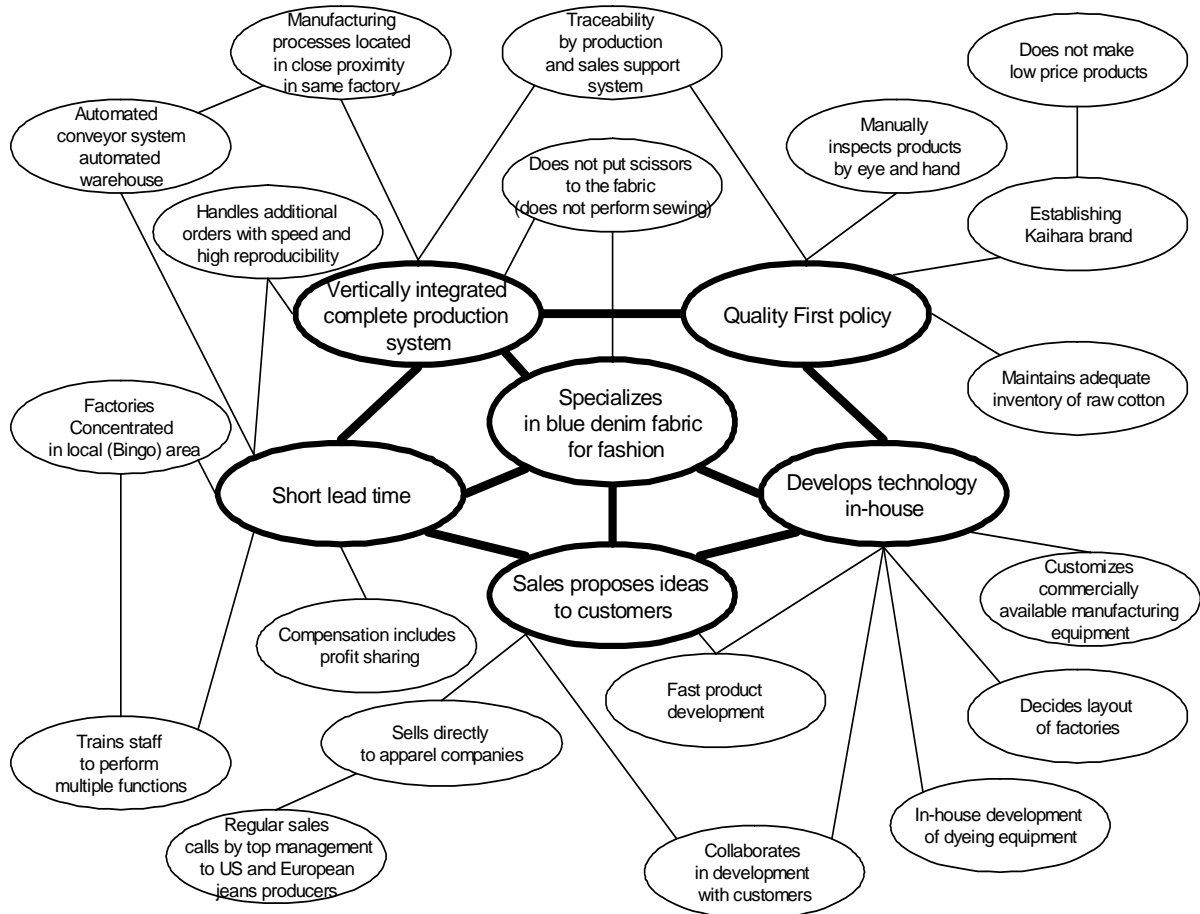 Manufacturing
processes located
in close proximity
in same factory
Traceability
by production
and sales support
system
Does not make
low price products
Automated
conveyor system
automated
warehouse
Manually
inspects products
by eye and hand
Does not put scissors
to the fabric
(does not perform sewing)
Handles additional
orders with speed and
high reproducibility
Establishing
Kaihara brand
Vertically integrated
complete production
system
Quality First policy
Maintains adequate
inventory of raw cotton
Specializes
in blue denim fabric
for fashion
Factories
Concentrated
in local (Bingo) area
Short lead time
Develops technology
in-house
Sales proposes ideas
to customers
Customizes
commercially
available manufacturing
equipment
Compensation includes
profit sharing
Fast product
development
Decides layout
of factories
Sells directly
to apparel companies
Trains staff
to perform
multiple functions
In-house development
of dyeing equipment
Regular sales
calls by top management
to US and European
jeans producers
Collaborates
in development
with customers